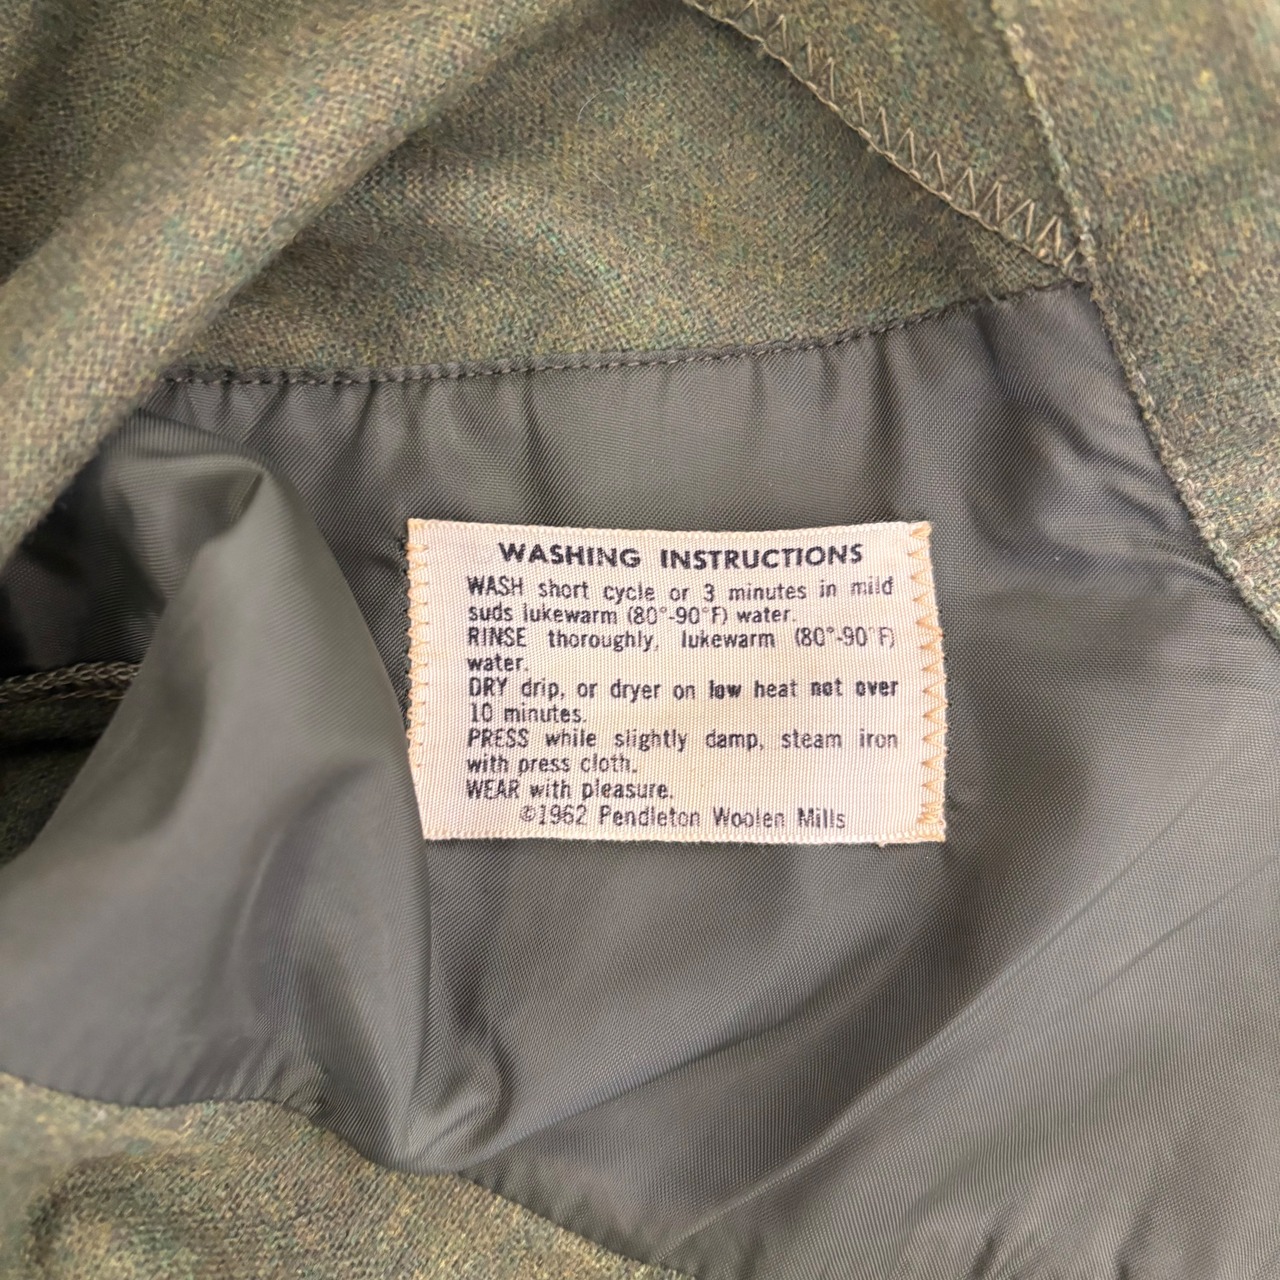 WASHING INSTRUCTIONS
WASH short cycle or 3 minutes in mild
suds lukewarm (80°-90°F) water.
RINSE thoroughly, lukewarm (80°-90°F)
water.
DRY drip, or dryer on low heat not over
10 minutes.
PRESS while slightly damp, steam iron
with press cloth.
WEAR with pleasure.
©1962 Pendleton Woolen Mills